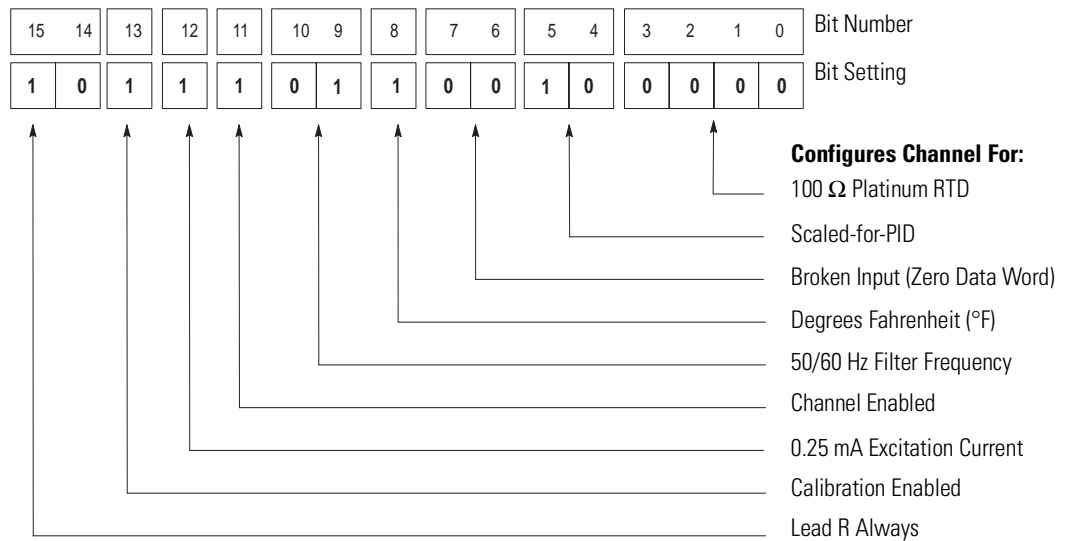 15 14 13 12 11 10 9 8 7 6 5 4 3 2 1 0 Bit Number
1 0 1 1 1 0 1 1 0 0 1 0 0 0 0 0 Bit Setting
Configures Channel For:
100 Ω Platinum RTD
Scaled-for-PID
Broken Input (Zero Data Word)
Degrees Fahrenheit (°F)
50/60 Hz Filter Frequency
Channel Enabled
0.25 mA Excitation Current
Calibration Enabled
Lead R Always